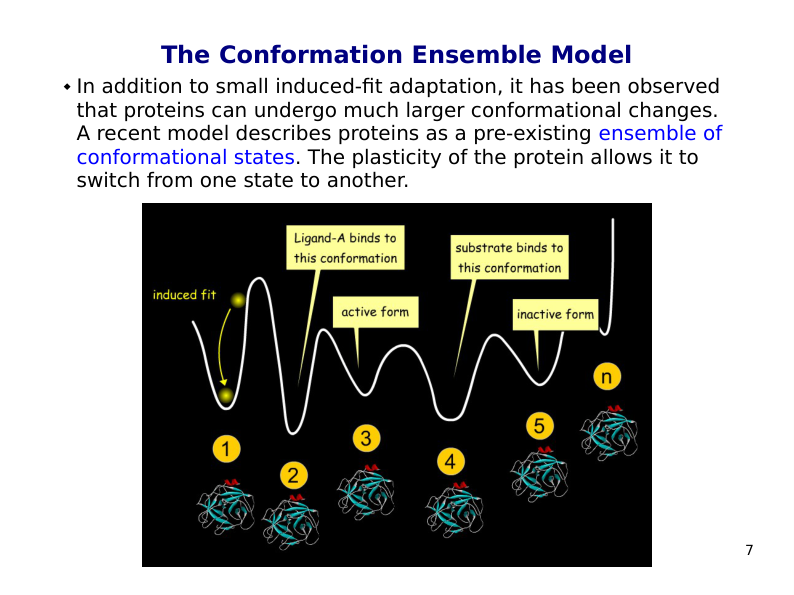 The Conformation Ensemble Model
◆ In addition to small induced-fit adaptation, it has been observed
that proteins can undergo much larger conformational changes.
A recent model describes proteins as a pre-existing ensemble of
conformational states. The plasticity of the protein allows it to
switch from one state to another.
Ligand-A binds to
this conformation
substrate binds to
this conformation
induced fit
active form
inactive form
n
5
3
1
4
2
7